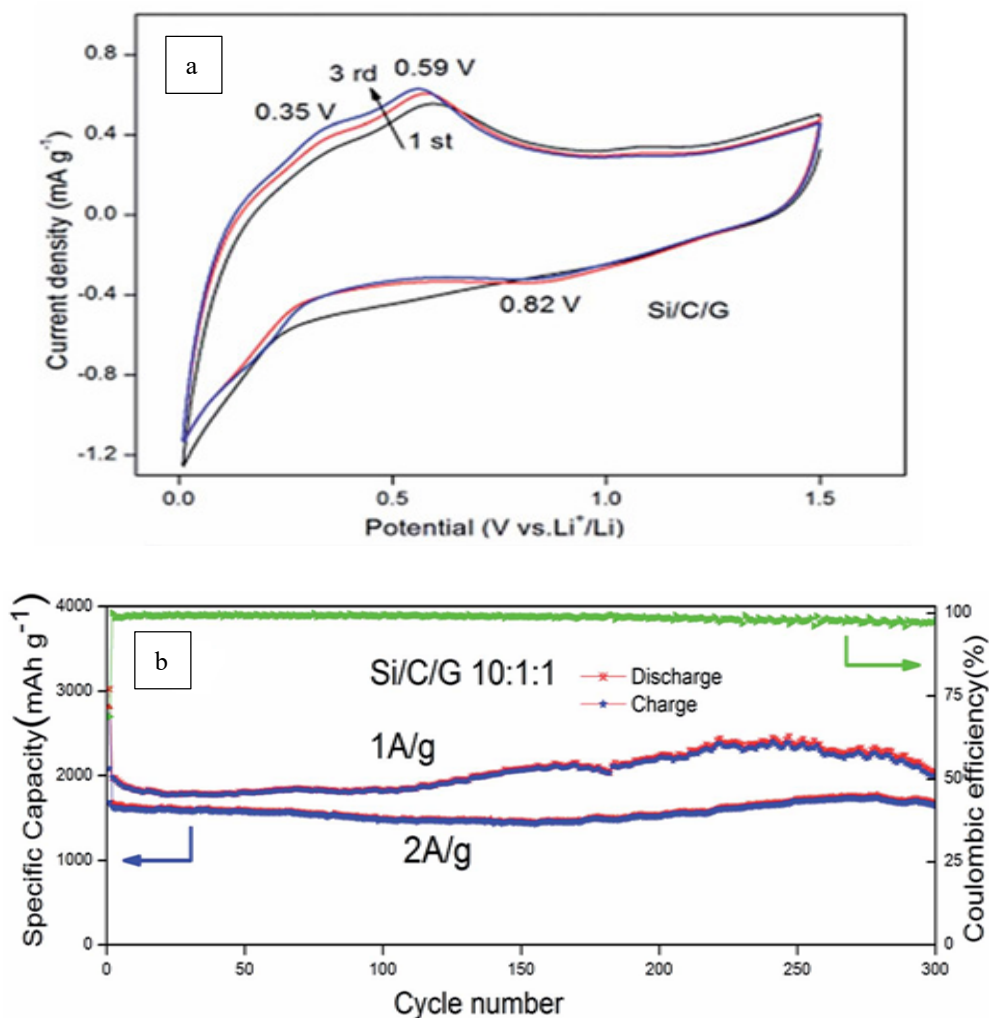 a
0.8
0.4
0.0
-0.4
-0.8
-1.2
Current density (mA g⁻¹)
0.35 V
3 rd
0.59 V
1 st
0.82 V
Si/C/G
0.0
0.5
1.0
1.5
Potential (V vs.Li⁺/Li)
b
4000
3000
2000
1000
0
Specific Capacity(mAh g⁻¹)
Si/C/G 10:1:1
Discharge
Charge
1A/g
2A/g
100
75
50
25
0
Coulombic efficiency(%)
0
50
100
150
200
250
300
Cycle number